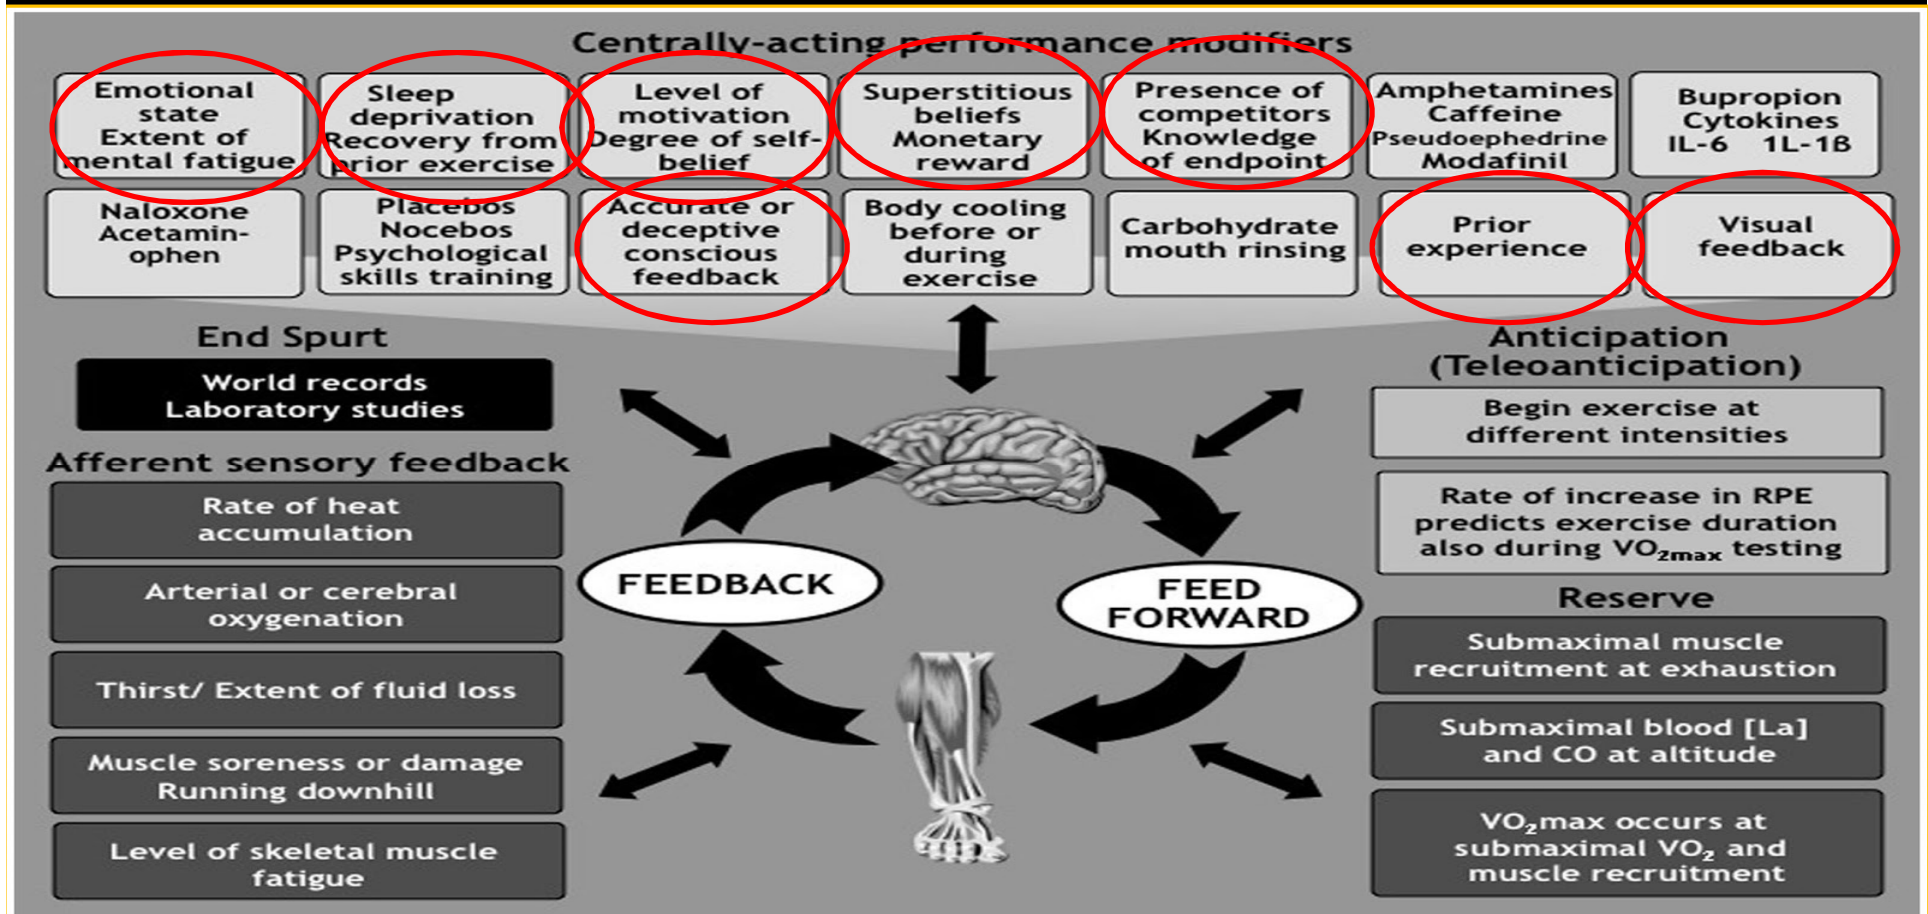 Centrally-acting performance modifiers
Emotional
state
Extent of
mental fatigue
Sleep
deprivation
Recovery from
prior exercise
Level of
motivation
Degree of self-
belief
Superstitious
beliefs
Monetary
reward
Presence of
competitors
Knowledge
of endpoint
Amphetamines
Caffeine
Pseudoephedrine
Modafinil
Bupropion
Cytokines
IL-6 1L-1ß
Naloxone
Acetamin-
ophen
Placebos
Nocebos
Psychological
skills training
Accurate or
deceptive
conscious
feedback
Body cooling
before or
during
exercise
Carbohydrate
mouth rinsing
Prior
experience
Visual
feedback
End Spurt
World records
Laboratory studies
Afferent sensory feedback
Rate of heat
accumulation
Arterial or cerebral
oxygenation
Thirst/ Extent of fluid loss
Muscle soreness or damage
Running downhill
Level of skeletal muscle
fatigue
FEEDBACK
FEED
FORWARD
Anticipation
(Teleoanticipation)
Begin exercise at
different intensities
Rate of increase in RPE
predicts exercise duration
also during VO₂max testing
Reserve
Submaximal muscle
recruitment at exhaustion
Submaximal blood [La]
and CO at altitude
VO₂max occurs at
submaximal VO₂ and
muscle recruitment